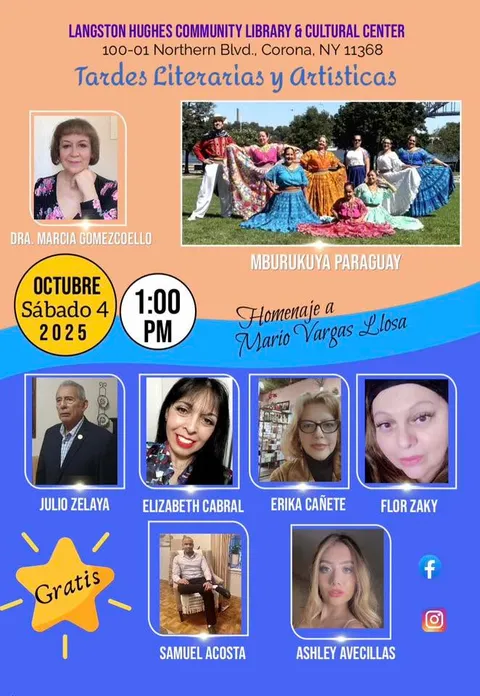 LANGSTON HUGHES COMMUNITY LIBRARY & CULTURAL CENTER
100-01 Northern Blvd., Corona, NY 11368
Tardes Literarias y Artísticas
DRA. MARCIA GOMEZCOELLO
MBURUKUYA PARAGUAY
OCTUBRE
Sábado 4
2025
1:00
PM
Homenaje a
Mario Vargas Llosa
JULIO ZELAYA
ELIZABETH CABRAL
ERIKA CAÑETE
FLOR ZAKY
Gratis
SAMUEL ACOSTA
ASHLEY AVECILLAS